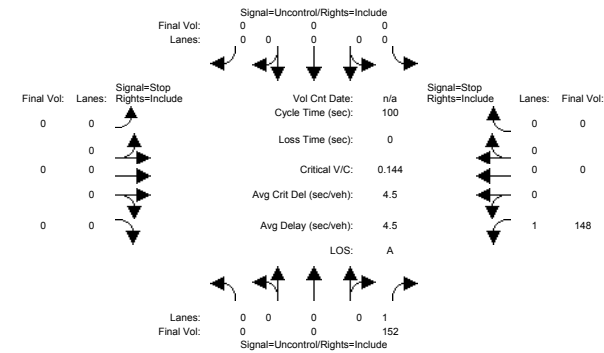 Signal=Uncontrol/Rights=Include
Final Vol: 0 0 0
Lanes: 0 0 0 0 0
Signal=Stop
Final Vol: Lanes: Rights=Include
Vol Cnt Date: n/a
Signal=Stop
Rights=Include Lanes: Final Vol:
Cycle Time (sec): 100
0 0
0 0
Loss Time (sec): 0
0
0
0 0
Critical V/C: 0.144
0 0
0
Avg Crit Del (sec/veh): 4.5
0
0 0
Avg Delay (sec/veh): 4.5
1 148
LOS: A
Lanes: 0 0 0 0 1
Final Vol: 0 0 152
Signal=Uncontrol/Rights=Include